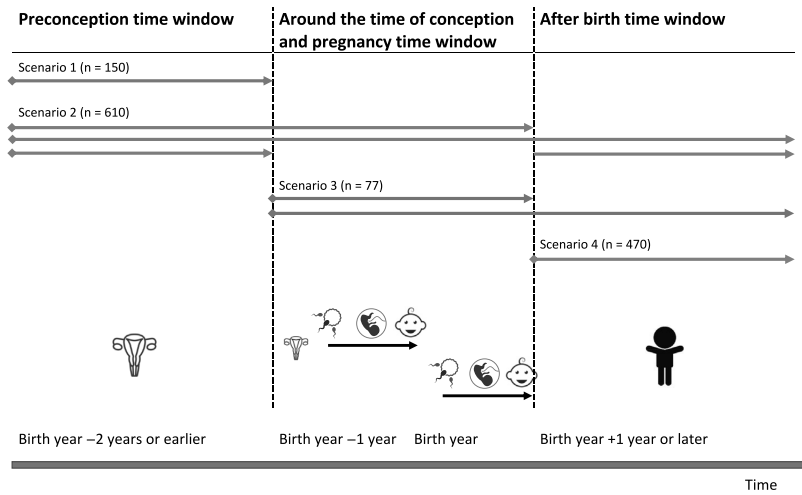 Preconception time window
Around the time of conception
and pregnancy time window
After birth time window
Scenario 1 (n = 150)
Scenario 2 (n = 610)
Scenario 3 (n = 77)
Scenario 4 (n = 470)
Birth year −2 years or earlier
Birth year −1 year
Birth year
Birth year +1 year or later
Time